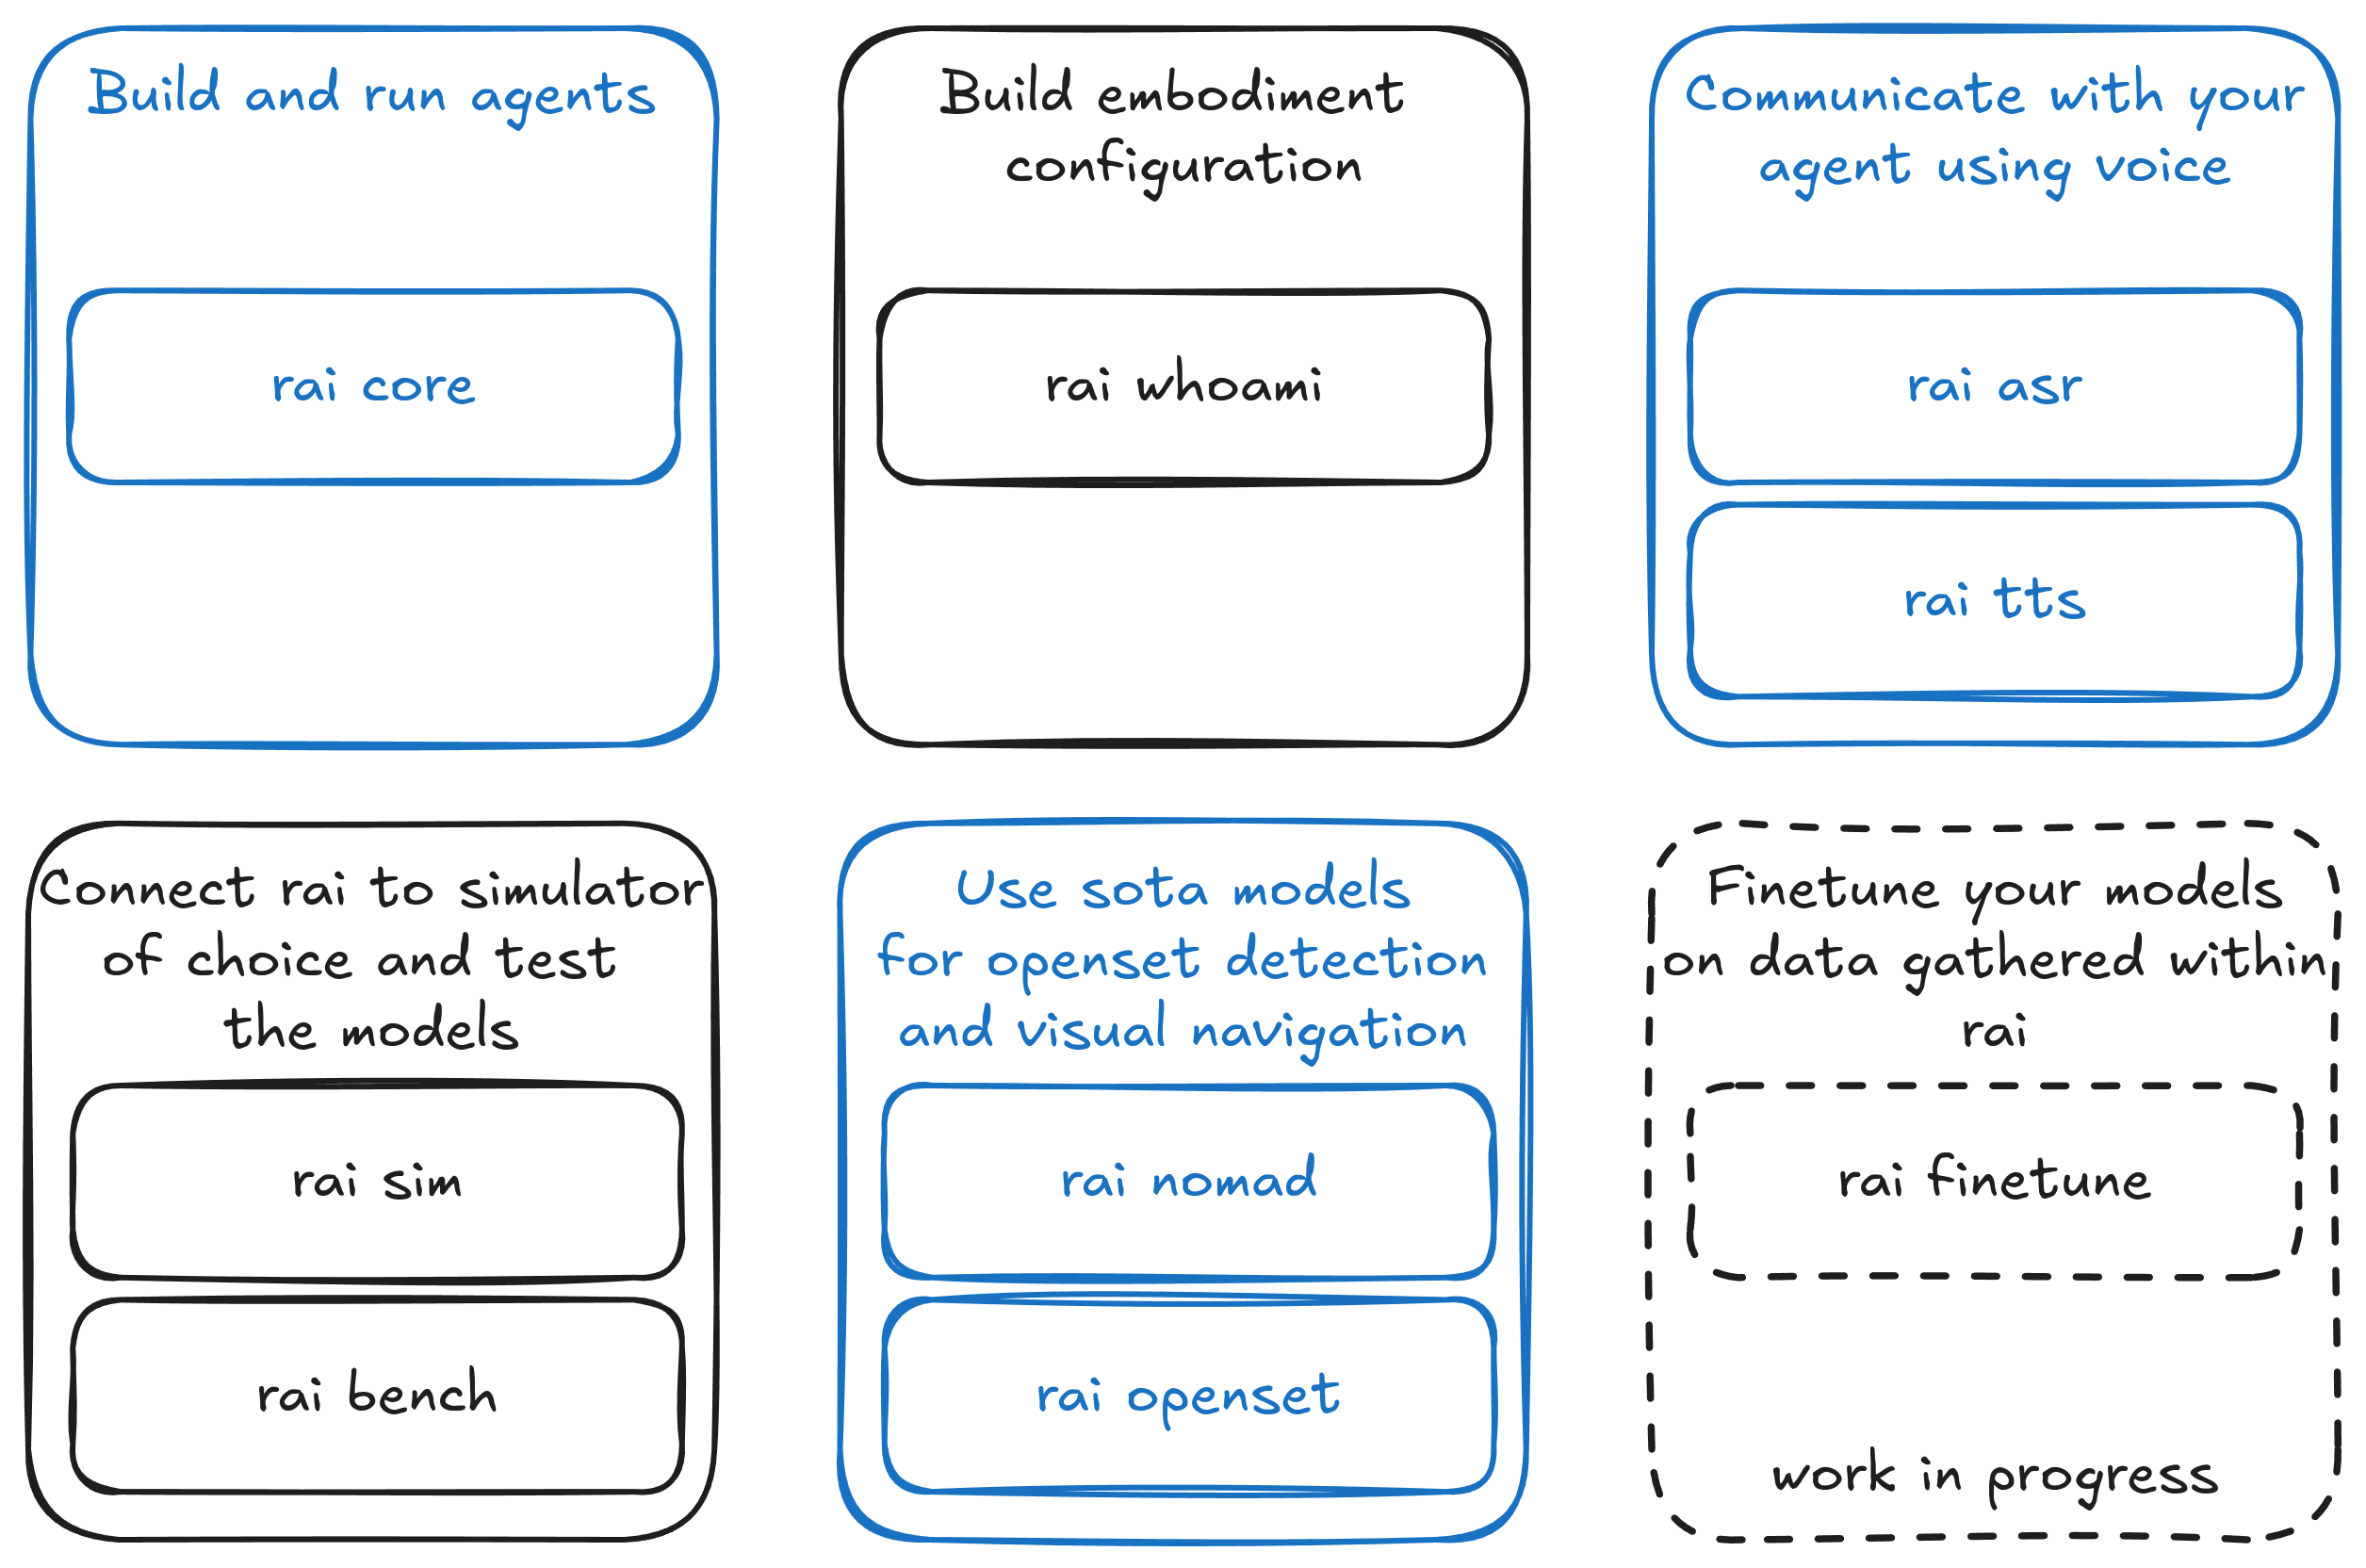 Build and run agents
rai core
Build embodiment
configuration
rai whoami
Communicate with your
agent using voice
rai asr
rai tts
Connect rai to simulator
of choice and test
the models
rai sim
rai bench
Use sota models
for openset detection
and visual navigation
rai nomad
rai openset
Finetune your models
on data gathered within
rai
rai finetune
work in progress